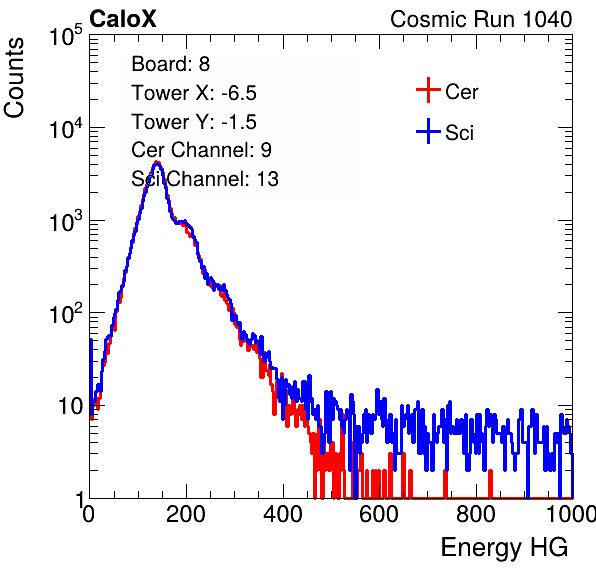 CaloX Cosmic Run 1040
Counts
10^5
10^4
10^3
10^2
10
1
Board: 8
Tower X: -6.5
Tower Y: -1.5
Cer Channel: 9
Sci Channel: 13
Cer
Sci
0 200 400 600 800 1000
Energy HG